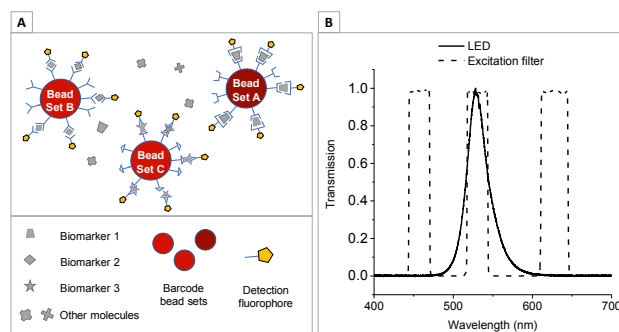 A
Bead
Set B
Bead
Set A
Bead
Set C
Biomarker 1
Biomarker 2
Biomarker 3
Other molecules
Barcode
bead sets
Detection
fluorophore
B
LED
Excitation filter
Transmission
1.0
0.8
0.6
0.4
0.2
0.0
400
500
600
700
Wavelength (nm)